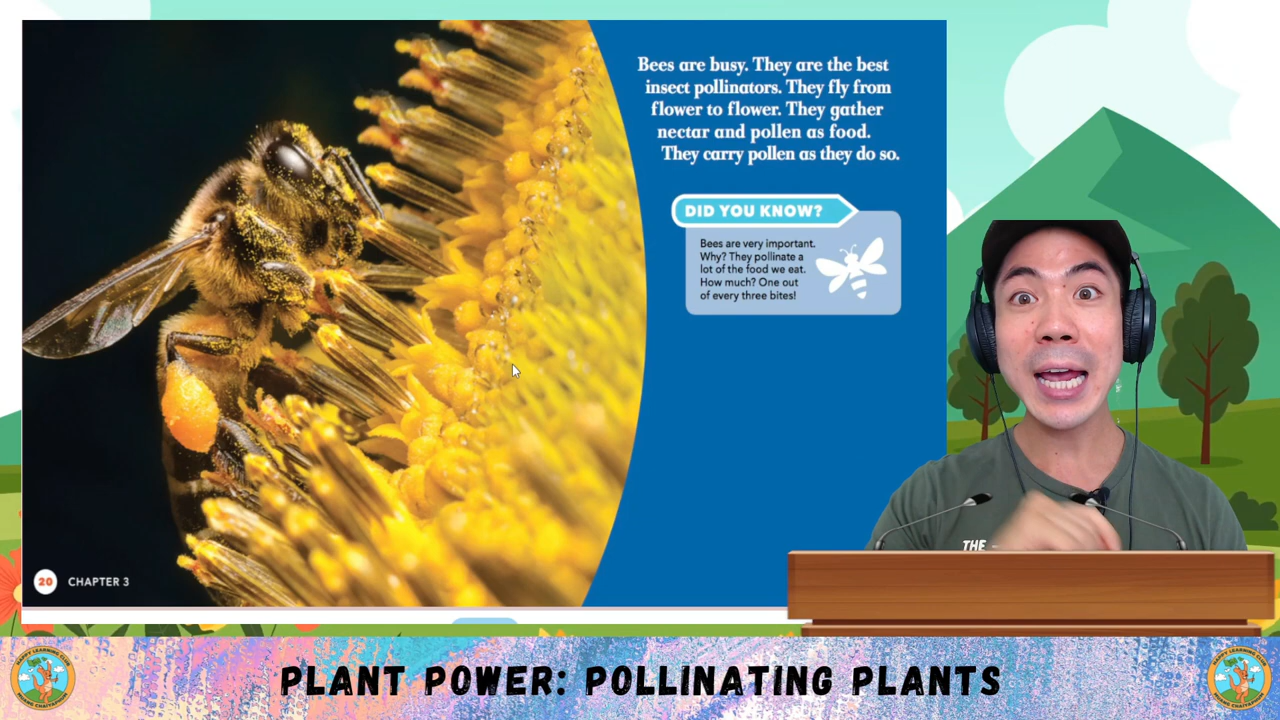 Bees are busy. They are the best
insect pollinators. They fly from
flower to flower. They gather
nectar and pollen as food.
They carry pollen as they do so.
DID YOU KNOW?
Bees are very important.
Why? They pollinate a
lot of the food we eat.
How much? One out
of every three bites!
20 CHAPTER 3
THE
PLANT POWER: POLLINATING PLANTS
HAPPY LEARNING CLUB